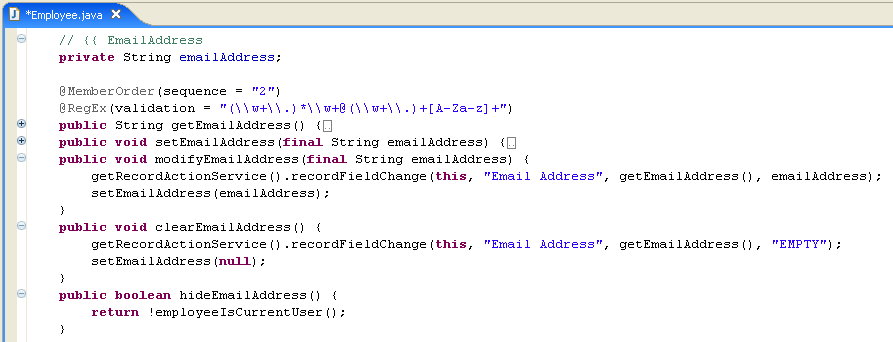 *Employee.java
// {{ EmailAddress
private String emailAddress;
@MemberOrder(sequence = "2")
@RegEx(validation = "(\\w+\\.)*\\w+@(\\w+\\.)+[A-Za-z]+")
public String getEmailAddress() {
public void setEmailAddress(final String emailAddress) {
public void modifyEmailAddress(final String emailAddress) {
getRecordActionService().recordFieldChange(this, "Email Address", getEmailAddress(), emailAddress);
setEmailAddress(emailAddress);
}
public void clearEmailAddress() {
getRecordActionService().recordFieldChange(this, "Email Address", getEmailAddress(), "EMPTY");
setEmailAddress(null);
}
public boolean hideEmailAddress() {
return !employeeIsCurrentUser();
}